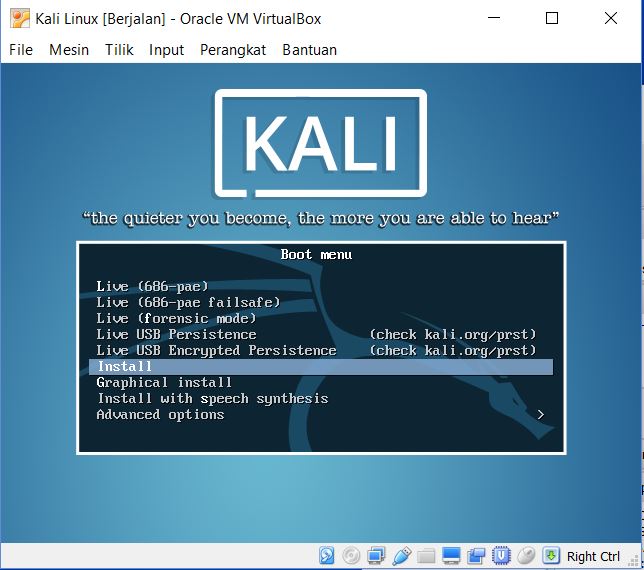 Kali Linux [Berjalan] - Oracle VM VirtualBox
File Mesin Tilik Input Perangkat Bantuan
KALI
“the quieter you become, the more you are able to hear”
Boot menu
Live (686-pae)
Live (686-pae failsafe)
Live (forensic mode)
Live USB Persistence (check kali.org/prst)
Live USB Encrypted Persistence (check kali.org/prst)
Install
Graphical install
Install with speech synthesis
Advanced options >
Right Ctrl